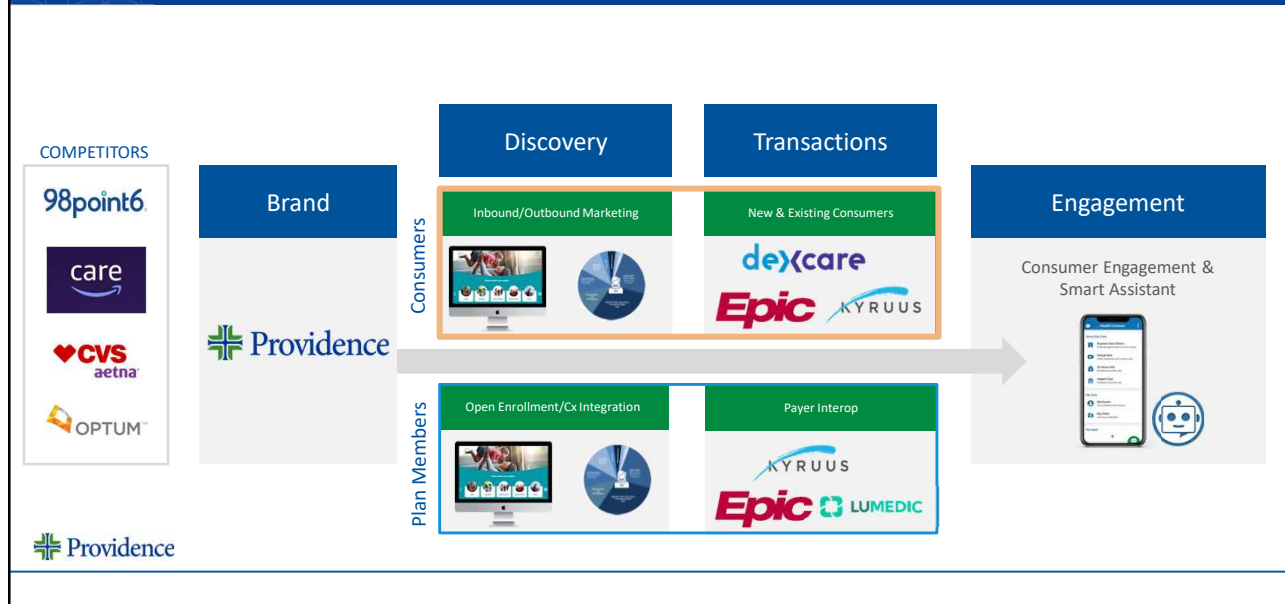 COMPETITORS
98point6
care
CVS
aetna
OPTUM
Brand
Providence
Discovery
Transactions
Consumers
Inbound/Outbound Marketing
New & Existing Consumers
dexcare
Epic
KYRUUS
Plan Members
Open Enrollment/Cx Integration
Payer Interop
KYRUUS
Epic
LUMEDIC
Engagement
Consumer Engagement &
Smart Assistant
Providence